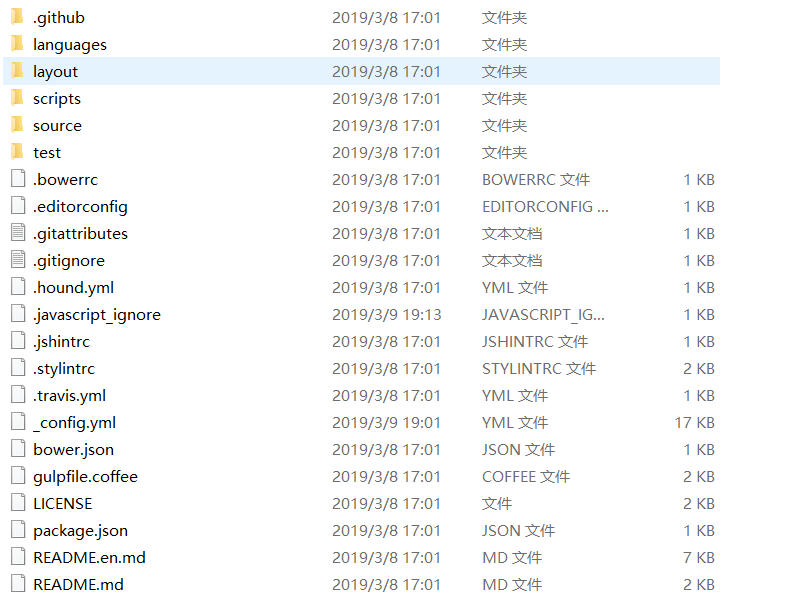 .github 2019/3/8 17:01 文件夹
languages 2019/3/8 17:01 文件夹
layout 2019/3/8 17:01 文件夹
scripts 2019/3/8 17:01 文件夹
source 2019/3/8 17:01 文件夹
test 2019/3/8 17:01 文件夹
.bowerrc 2019/3/8 17:01 BOWERRC 文件 1 KB
.editorconfig 2019/3/8 17:01 EDITORCONFIG ... 1 KB
.gitattributes 2019/3/8 17:01 文本文档 1 KB
.gitignore 2019/3/8 17:01 文本文档 1 KB
.hound.yml 2019/3/8 17:01 YML 文件 1 KB
.javascript_ignore 2019/3/9 19:13 JAVASCRIPT_IG... 1 KB
.jshintrc 2019/3/8 17:01 JSHINTRC 文件 1 KB
.stylintrc 2019/3/8 17:01 STYLINTRC 文件 2 KB
.travis.yml 2019/3/8 17:01 YML 文件 1 KB
_config.yml 2019/3/9 19:01 YML 文件 17 KB
bower.json 2019/3/8 17:01 JSON 文件 1 KB
gulpfile.coffee 2019/3/8 17:01 COFFEE 文件 2 KB
LICENSE 2019/3/8 17:01 文件 2 KB
package.json 2019/3/8 17:01 JSON 文件 1 KB
README.en.md 2019/3/8 17:01 MD 文件 7 KB
README.md 2019/3/8 17:01 MD 文件 2 KB